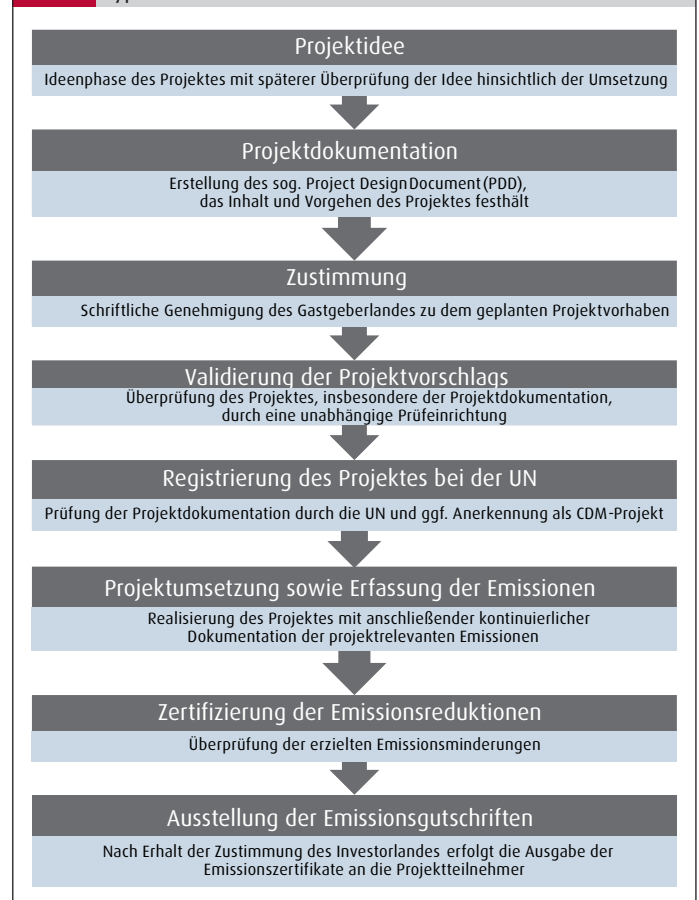 Projektidee
Ideenphase des Projektes mit späterer Überprüfung der Idee hinsichtlich der Umsetzung
Projektdokumentation
Erstellung des sog. Project DesignDocument(PDD),
das Inhalt und Vorgehen des Projektes festhält
Zustimmung
Schriftliche Genehmigung des Gastgeberlandes zu dem geplanten Projektvorhaben
Validierung der Projektvorschlags
Überprüfung des Projektes, insbesondere der Projektdokumentation,
durch eine unabhängige Prüfeinrichtung
Registrierung des Projektes bei der UN
Prüfung der Projektdokumentation durch die UN und ggf. Anerkennung als CDM-Projekt
Projektumsetzung sowie Erfassung der Emissionen
Realisierung des Projektes mit anschließender kontinuierlicher
Dokumentation der projektrelevanten Emissionen
Zertifizierung der Emissionsreduktionen
Überprüfung der erzielten Emissionsminderungen
Ausstellung der Emissionsgutschriften
Nach Erhalt der Zustimmung des Investorlandes erfolgt die Ausgabe der
Emissionszertifikate an die Projektteilnehmer